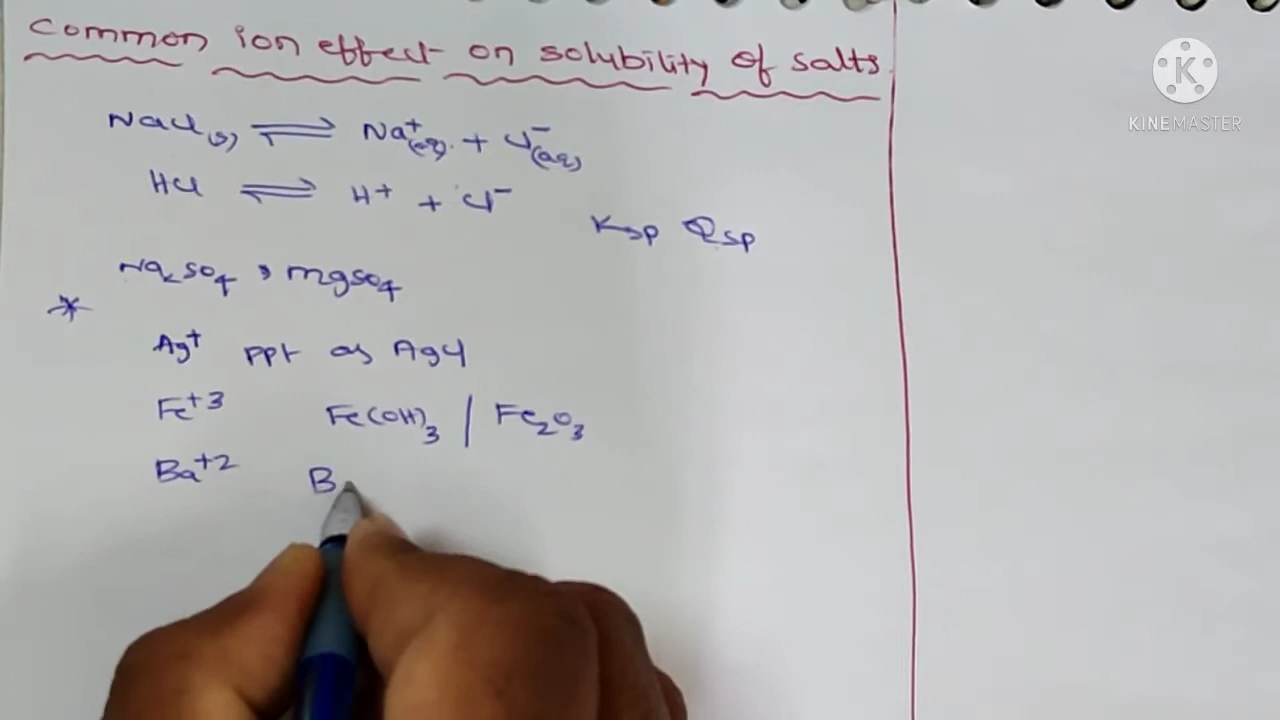 Common ion effect on solubility of salts
K
KINEMASTER
NaCl(s) ⇌ Na⁺(aq) + Cl⁻(aq)
HCl ⇌ H⁺ + Cl⁻
Ksp Qsp
Na₂SO₄ , MgSO₄
*
Ag⁺ ppt as AgCl
Fe⁺³ Fe(OH)₃ / Fe₂O₃
Ba⁺² B